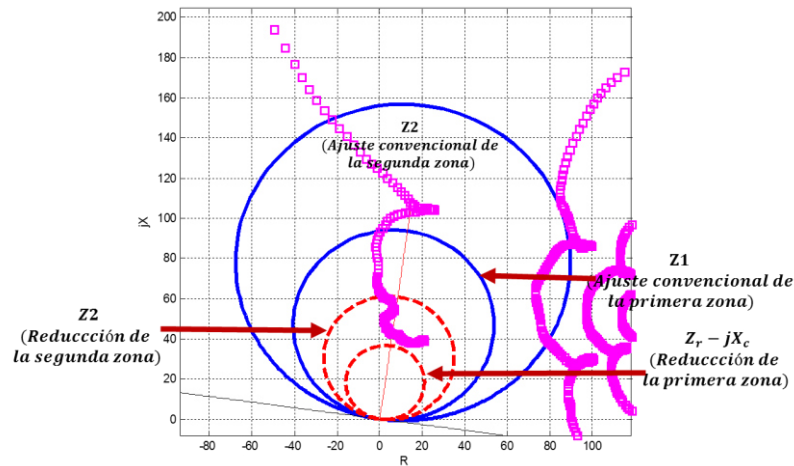 200
180
160
140
120
100
80
60
40
20
0
jX
-80
-60
-40
-20
0
20
40
60
80
100
R
Z2
(Ajuste convencional de
la segunda zona)
Z1
(Ajuste convencional de
la primera zona)
Z2
(Reduccción de
la segunda zona)
Z_r − jX_c
(Reduccción de
la primera zona)